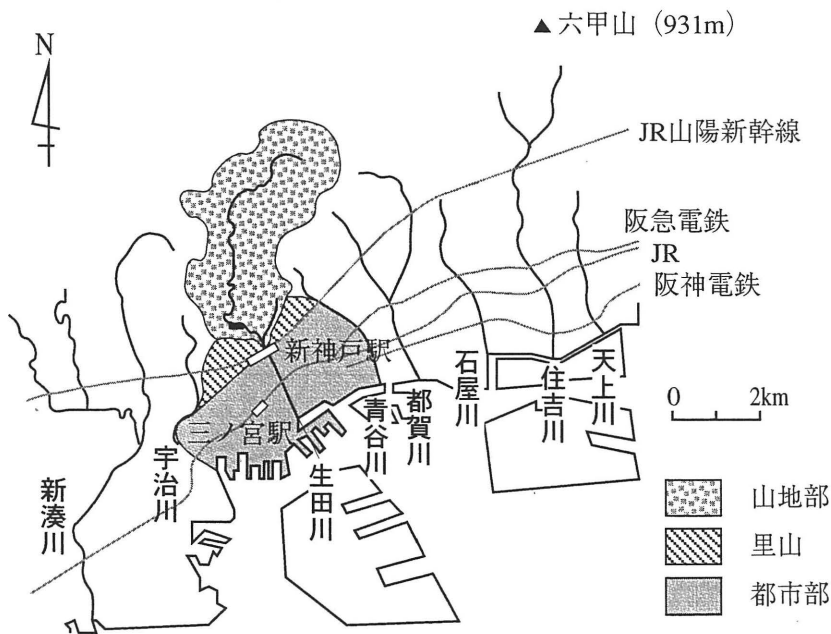 ▲ 六甲山（931m）
N
JR山陽新幹線
阪急電鉄
JR
阪神電鉄
新神戸駅
三ノ宮駅
新湊川
宇治川
生田川
青谷川
都賀川
石屋川
住吉川
天上川
0 2km
山地部
里山
都市部